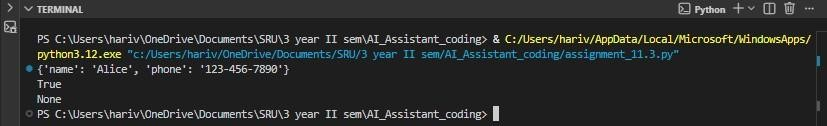 TERMINAL
Python
PS C:\Users\hariv\OneDrive\Documents\SRU\3 year II sem\AI_Assistant_coding> & C:/Users/hariv/AppData/Local/Microsoft/WindowsApps/
python3.12.exe "c:/Users/hariv/OneDrive/Documents/SRU/3 year II sem/AI_Assistant_coding/assignment_11.3.py"
{'name': 'Alice', 'phone': '123-456-7890'}
True
None
PS C:\Users\hariv\OneDrive\Documents\SRU\3 year II sem\AI_Assistant_coding>